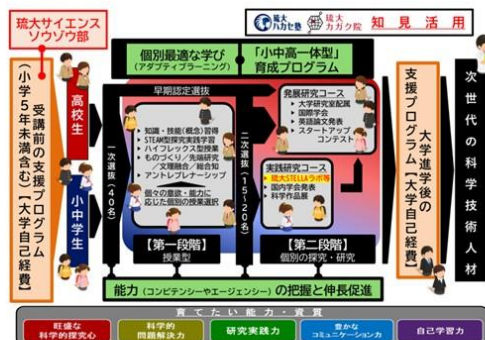 琉大サイエンス
ソウゾウ部
琉大
ハカセ塾
琉大
カガク院
知見活用
受講前の支援プログラム
(小学5年未満含む)【大学自己経費】
高校生
小中学生
個別最適な学び
(アダプティブラーニング)
「小中高一体型」
育成プログラム
早期認定選抜
一次選抜(40名)
知識・技能(概念)習得
STEAM型探究実践学習
ハイフレックス型授業
ものづくり／先端研究
／文理融合／総合知
アントレプレナーシップ
個々の意欲・能力に
応じた個別の授業選択
【第一段階】
授業型
二次選抜(15～20名)
発展研究コース
大学研究室配属
国際学会
英語論文発表
スタートアップ
コンテスト
実践研究コース
琉大STELLAラボ等
国内学会発表
科学作品展
【第二段階】
個別の探究・研究
能力(コンピテンシーやエージェンシー)の把握と伸長促進
大学進学後の
支援プログラム【大学自己経費】
次世代の科学技術人材
育てたい能力・資質
旺盛な
科学的探究心
科学的
問題解決力
研究実践力
豊かな
コミュニケーション力
自己学習力